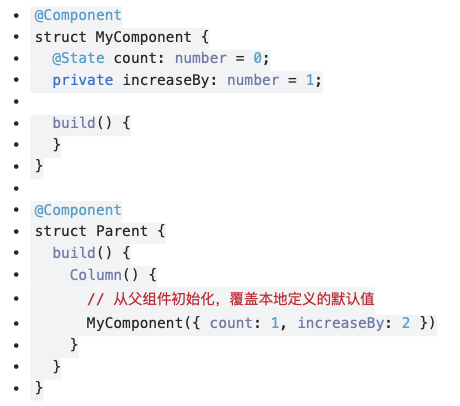 @Component
struct MyComponent {
  @State count: number = 0;
  private increaseBy: number = 1;

  build() {
  }
}

@Component
struct Parent {
  build() {
    Column() {
      // 从父组件初始化，覆盖本地定义的默认值
      MyComponent({ count: 1, increaseBy: 2 })
    }
  }
}